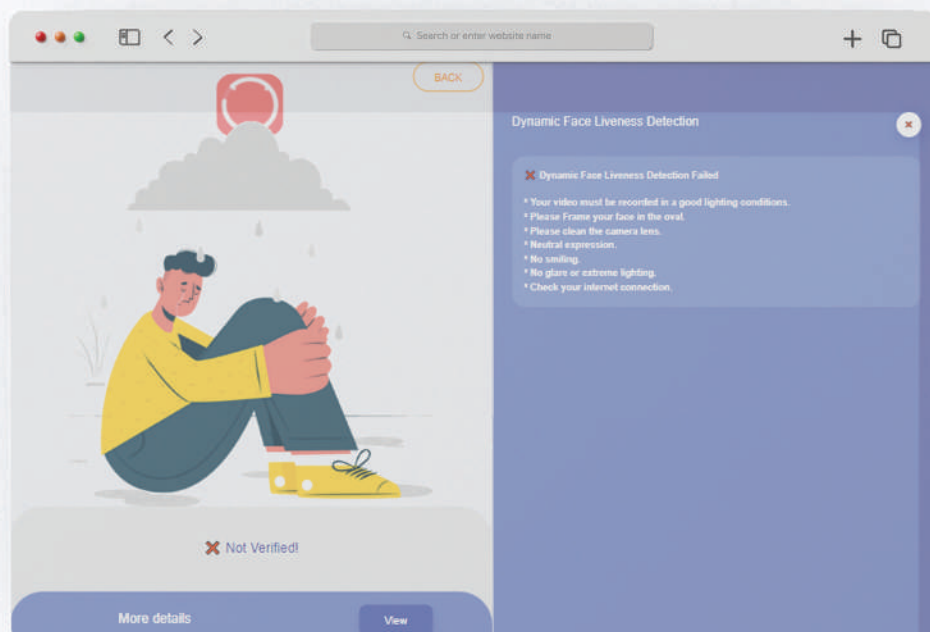 Search or enter website name
BACK
Dynamic Face Liveness Detection
Dynamic Face Liveness Detection Failed
* Your video must be recorded in a good lighting conditions.
* Please Frame your face in the oval.
* Please clean the camera lens.
* Neutral expression.
* No smiling.
* No glare or extreme lighting.
* Check your internet connection.
Not Verified!
More details
View